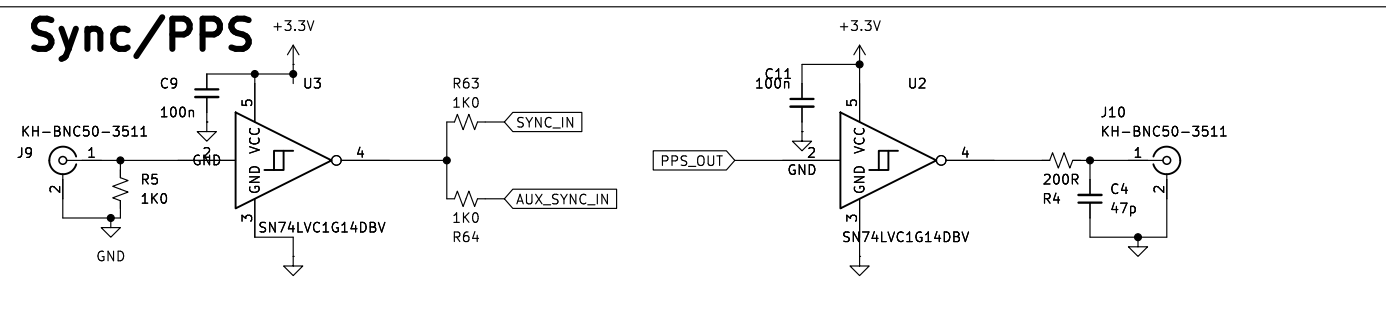 Sync/PPS
+3.3V
C9
100n
U3
5
VCC
GND
2
GND
3
4
SN74LVC1G14DBV
KH-BNC50-3511
J9
1
2
R5
1K0
GND
R63
1K0
SYNC_IN
AUX_SYNC_IN
1K0
R64
+3.3V
C11
100n
U2
5
VCC
GND
PPS_OUT
2
GND
3
4
SN74LVC1G14DBV
200R
R4
C4
47p
J10
KH-BNC50-3511
1
2